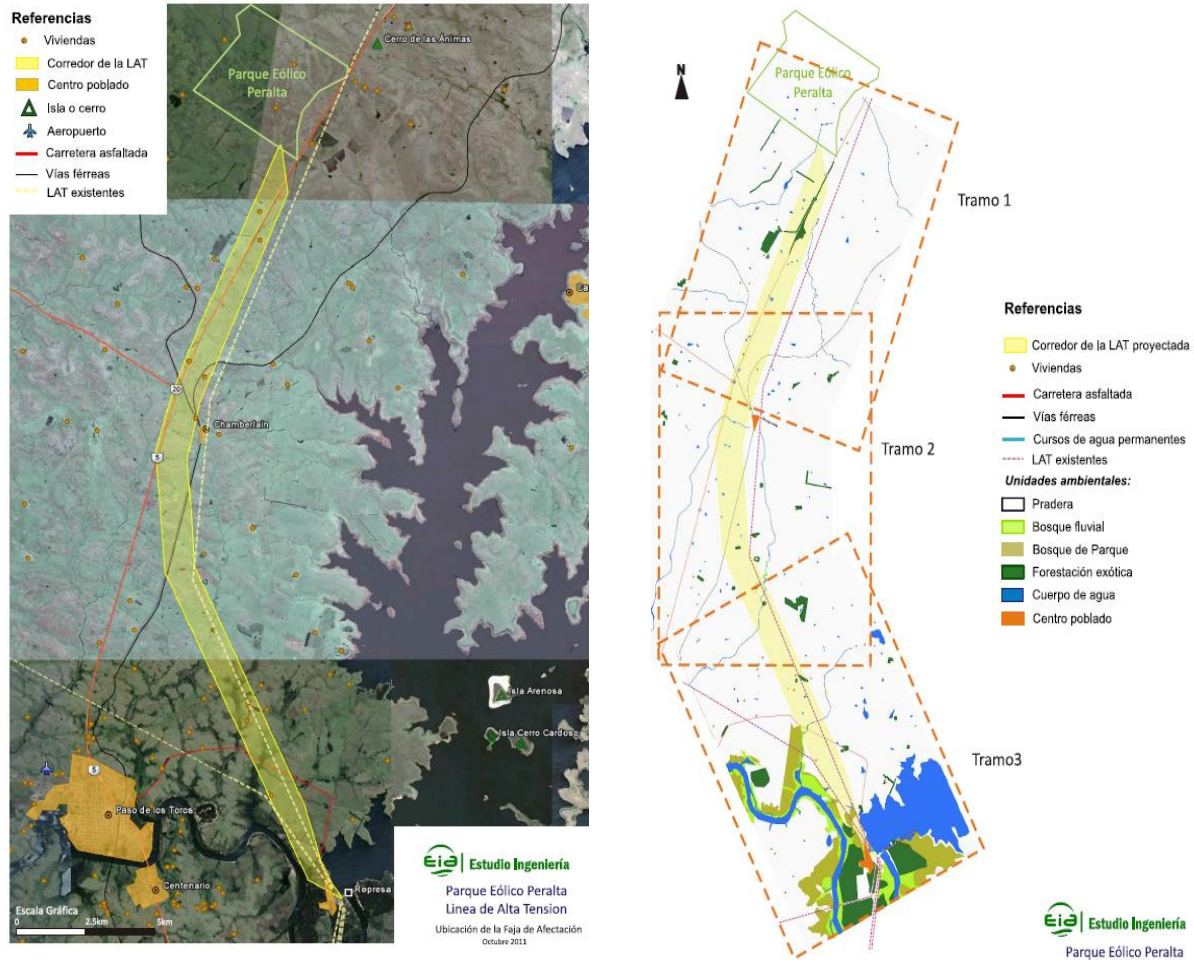 Referencias
Viviendas
Corredor de la LAT
Centro poblado
Isla o cerro
Aeropuerto
Carretera asfaltada
Vías férreas
LAT existentes
Cerro de las Ánimas
Parque Eólico
Peralta
Ca
20
Chamberlain
5
Isla Arenosa
Isla Cerro Cardoso
5
Paso de los Toros
Centenario
Represa
Escala Gráfica
0 2.5km 5km
eia Estudio Ingeniería
Parque Eólico Peralta
Linea de Alta Tension
Ubicación de la Faja de Afectación
Octubre 2011
N
Parque Eólico
Peralta
Tramo 1
Tramo 2
Tramo3
Referencias
Corredor de la LAT proyectada
Viviendas
Carretera asfaltada
Vías férreas
Cursos de agua permanentes
LAT existentes
Unidades ambientales:
Pradera
Bosque fluvial
Bosque de Parque
Forestación exótica
Cuerpo de agua
Centro poblado
eia Estudio Ingeniería
Parque Eólico Peralta